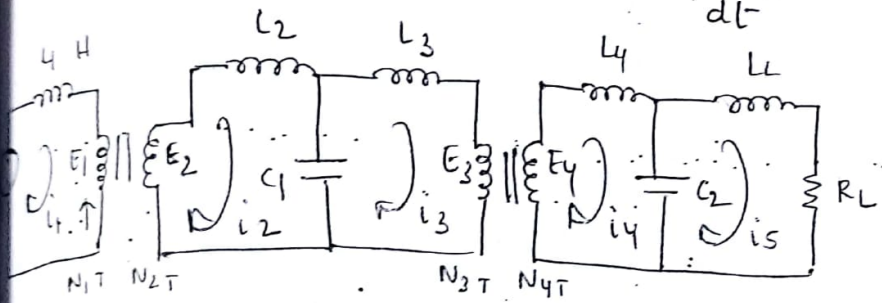 dt
L2 L3 L4 LL
4 H
E1 E2 C1 E3 E4 C2 RL
i2 i3 i4 i5
N1T N2T N3T N4T